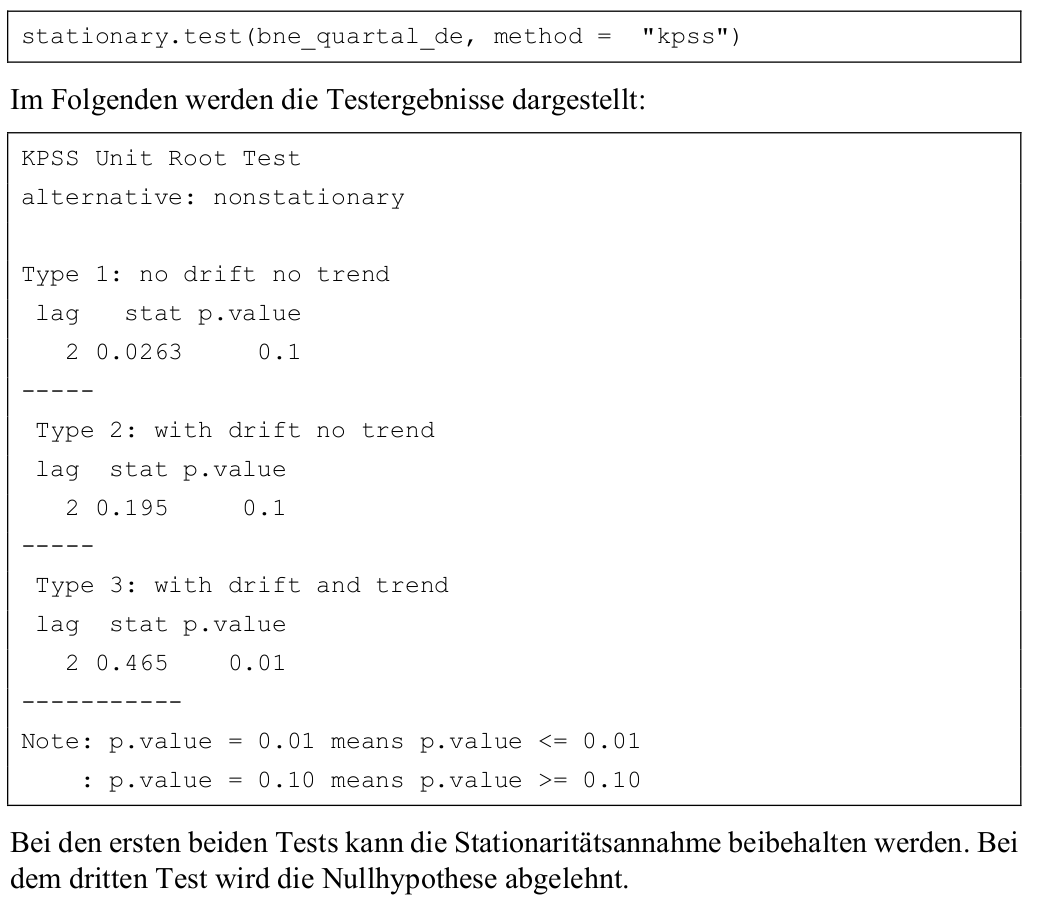 stationary.test(bne_quartal_de, method =  "kpss")
Im Folgenden werden die Testergebnisse dargestellt:
KPSS Unit Root Test
alternative: nonstationary
Type 1: no drift no trend
 lag   stat p.value
   2 0.0263     0.1
-----
 Type 2: with drift no trend
 lag  stat p.value
   2 0.195     0.1
-----
 Type 3: with drift and trend
 lag  stat p.value
   2 0.465    0.01
-----------
Note: p.value = 0.01 means p.value <= 0.01
    : p.value = 0.10 means p.value >= 0.10
Bei den ersten beiden Tests kann die Stationaritätsannahme beibehalten werden. Bei
dem dritten Test wird die Nullhypothese abgelehnt.